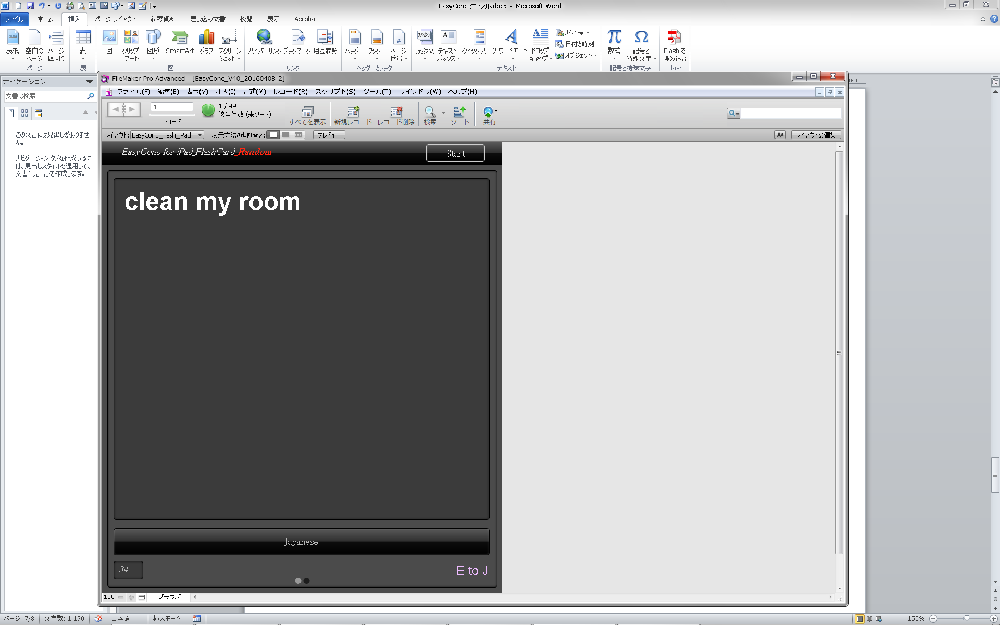 EasyConcマニュアル.docx - Microsoft Word
ファイル ホーム 挿入 ページ レイアウト 参考資料 差し込み文書 校閲 表示 Acrobat
表紙 空白のページ ページ区切り 表 図 クリップアート 図形 SmartArt グラフ スクリーンショット ハイパーリンク ブックマーク 相互参照 ヘッダー フッター ページ番号 挨拶文 テキストボックス クイック パーツ ワードアート ドロップキャップ 署名欄 日付と時刻 オブジェクト 数式 記号と特殊文字 Flash を埋め込む
ページ 表 図 リンク ヘッダーとフッター テキスト 記号と特殊文字 Flash
ナビゲーション
文書の検索
この文書には見出しがありません。
ナビゲーション タブを作成するには、見出しスタイルを適用して、文書に見出しを作成します。
FileMaker Pro Advanced - [EasyConc_V40_20160408-2]
46
ファイル(F) 編集(E) 表示(V) 挿入(I) 書式(M) レコード(R) スクリプト(S) ツール(T) ウインドウ(W) ヘルプ(H)
1
1 / 49
該当件数 (未ソート)
レコード
すべてを表示 新規レコード レコード削除 検索 ソート 共有
レイアウト: EasyConc_Flash_iPad 表示方法の切り替え: プレビュー Aa レイアウトの編集
EasyConc for iPad_FlashCard_Random
Start
clean my room
Japanese
34
E to J
100 ブラウズ
ページ: 7/8 文字数: 1,170 日本語 挿入モード 150%